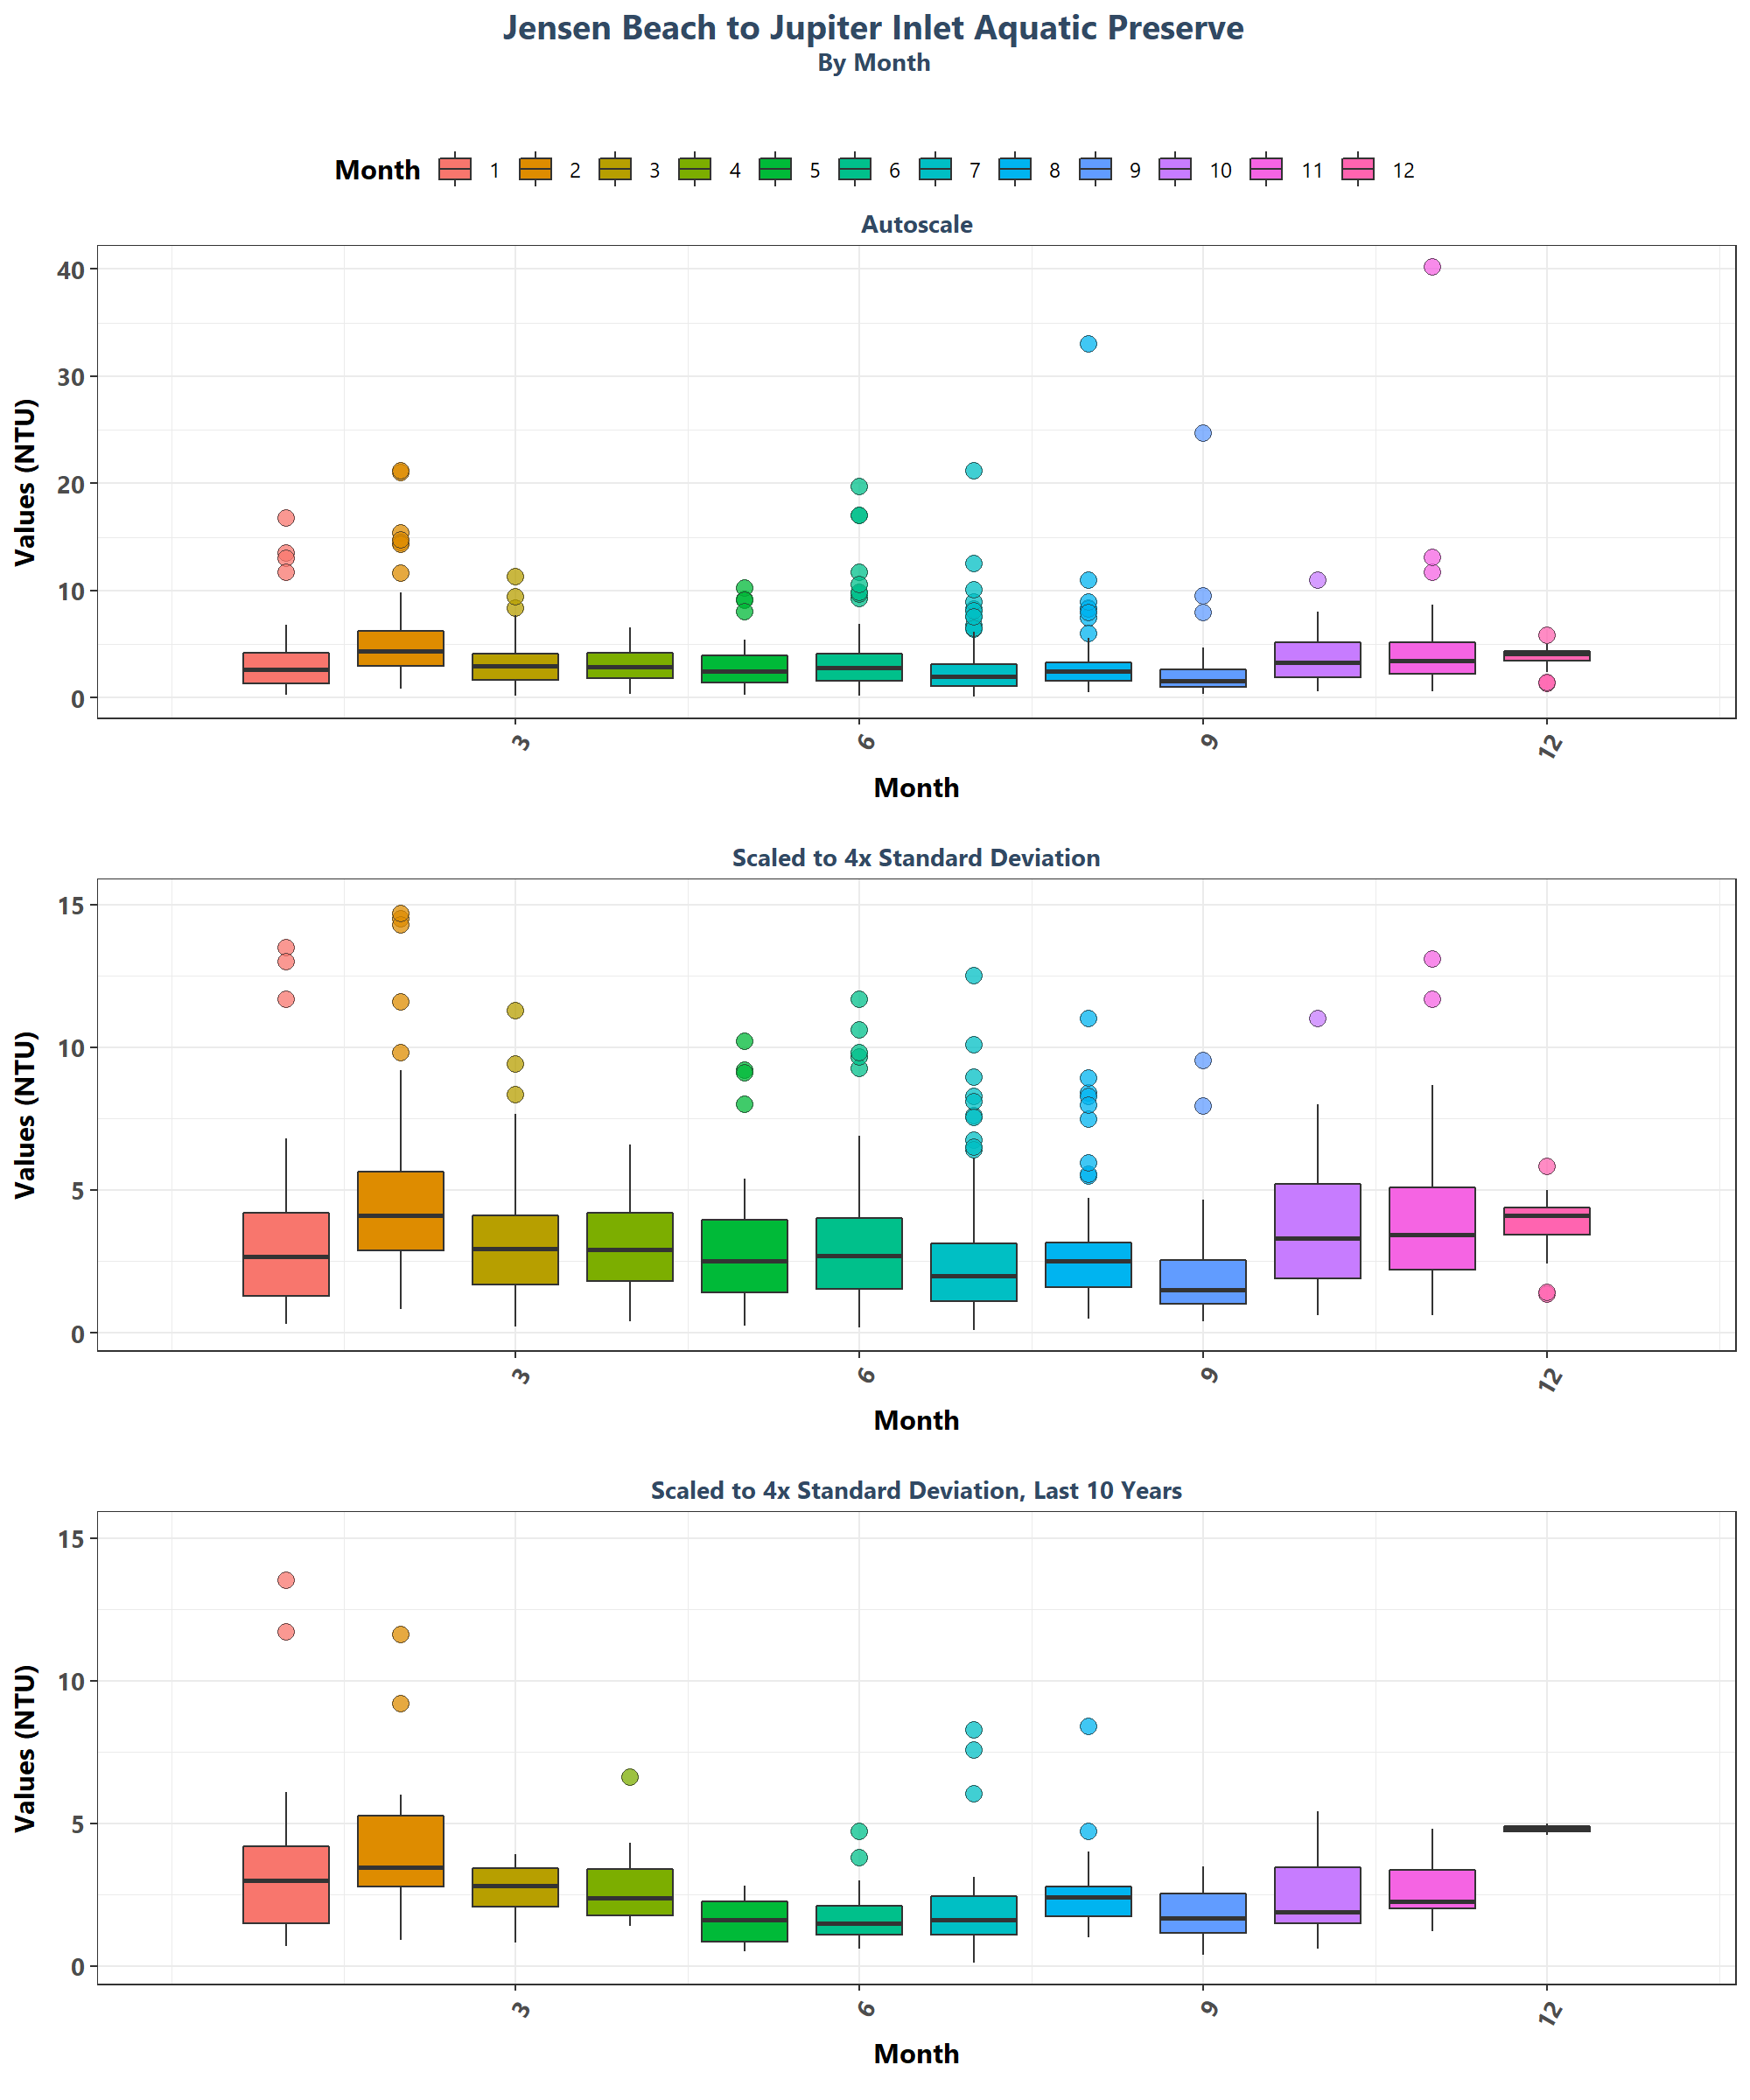 Jensen Beach to Jupiter Inlet Aquatic Preserve
By Month
Month 1 2 3 4 5 6 7 8 9 10 11 12
Autoscale
Values (NTU)
40
30
20
10
0
3 6 9 12
Month
Scaled to 4x Standard Deviation
Values (NTU)
15
10
5
0
3 6 9 12
Month
Scaled to 4x Standard Deviation, Last 10 Years
Values (NTU)
15
10
5
0
3 6 9 12
Month